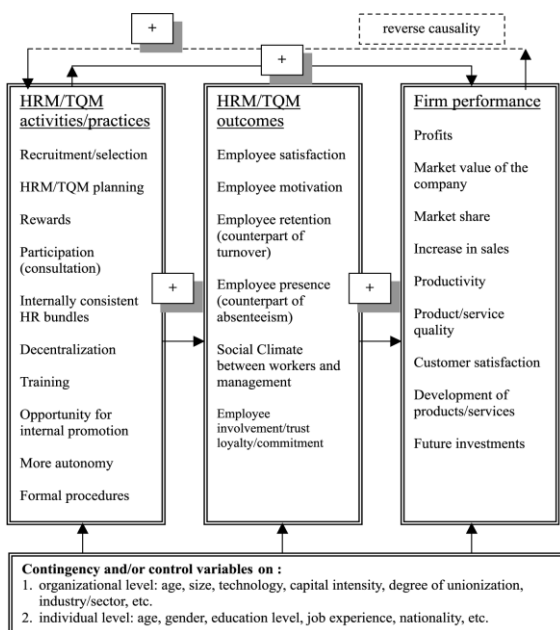 +
reverse causality
+
HRM/TQM
activities/practices
Recruitment/selection
HRM/TQM planning
Rewards
Participation
(consultation)
Internally consistent
HR bundles
Decentralization
Training
Opportunity for
internal promotion
More autonomy
Formal procedures
+
HRM/TQM
outcomes
Employee satisfaction
Employee motivation
Employee retention
(counterpart of
turnover)
Employee presence
(counterpart of
absenteeism)
Social Climate
between workers and
management
Employee
involvement/trust
loyalty/commitment
+
Firm performance
Profits
Market value of the
company
Market share
Increase in sales
Productivity
Product/service
quality
Customer satisfaction
Development of
products/services
Future investments
Contingency and/or control variables on :
1. organizational level: age, size, technology, capital intensity, degree of unionization,
industry/sector, etc.
2. individual level: age, gender, education level, job experience, nationality, etc.